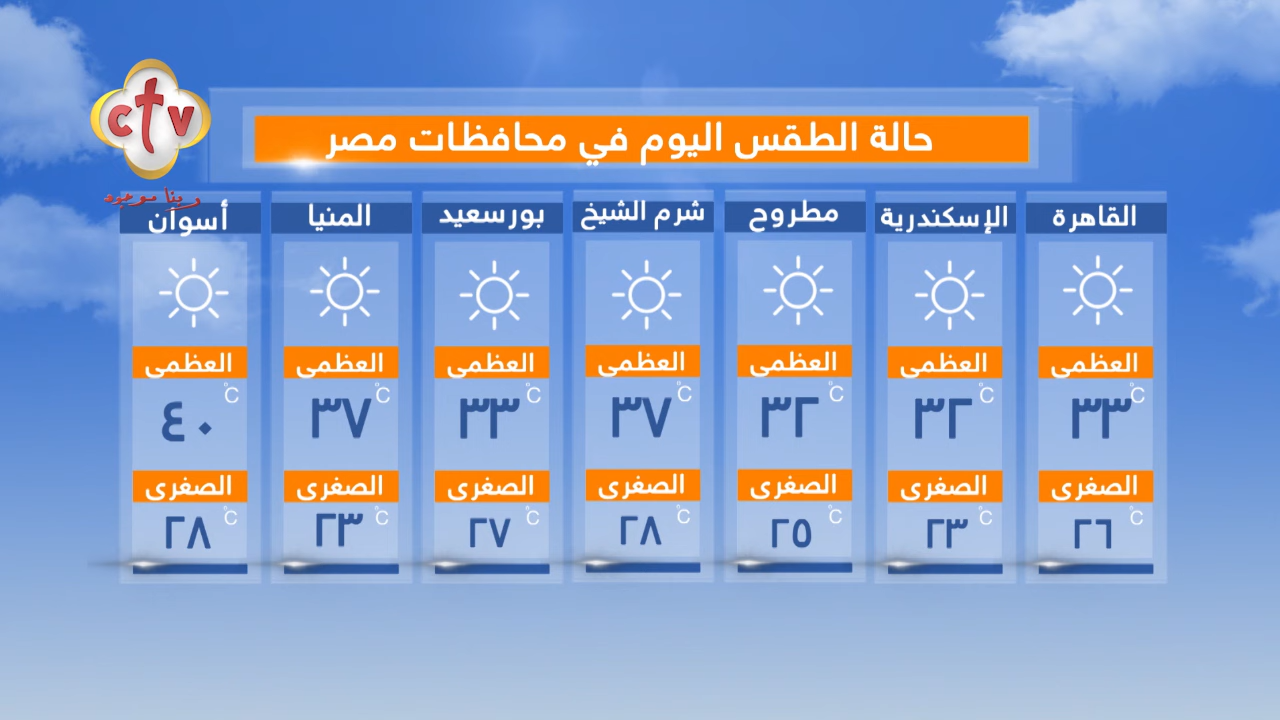 ctv
ربنا موجود
حالة الطقس اليوم في محافظات مصر
القاهرة
العظمى
٣٣ °C
الصغرى
٢٦ °C
الإسكندرية
العظمى
٣٢ °C
الصغرى
٢٣ °C
مطروح
العظمى
٣٢ °C
الصغرى
٢٥ °C
شرم الشيخ
العظمى
٣٧ °C
الصغرى
٢٨ °C
بورسعيد
العظمى
٣٣ °C
الصغرى
٢٧ °C
المنيا
العظمى
٣٧ °C
الصغرى
٢٣ °C
أسوان
العظمى
٤٠ °C
الصغرى
٢٨ °C